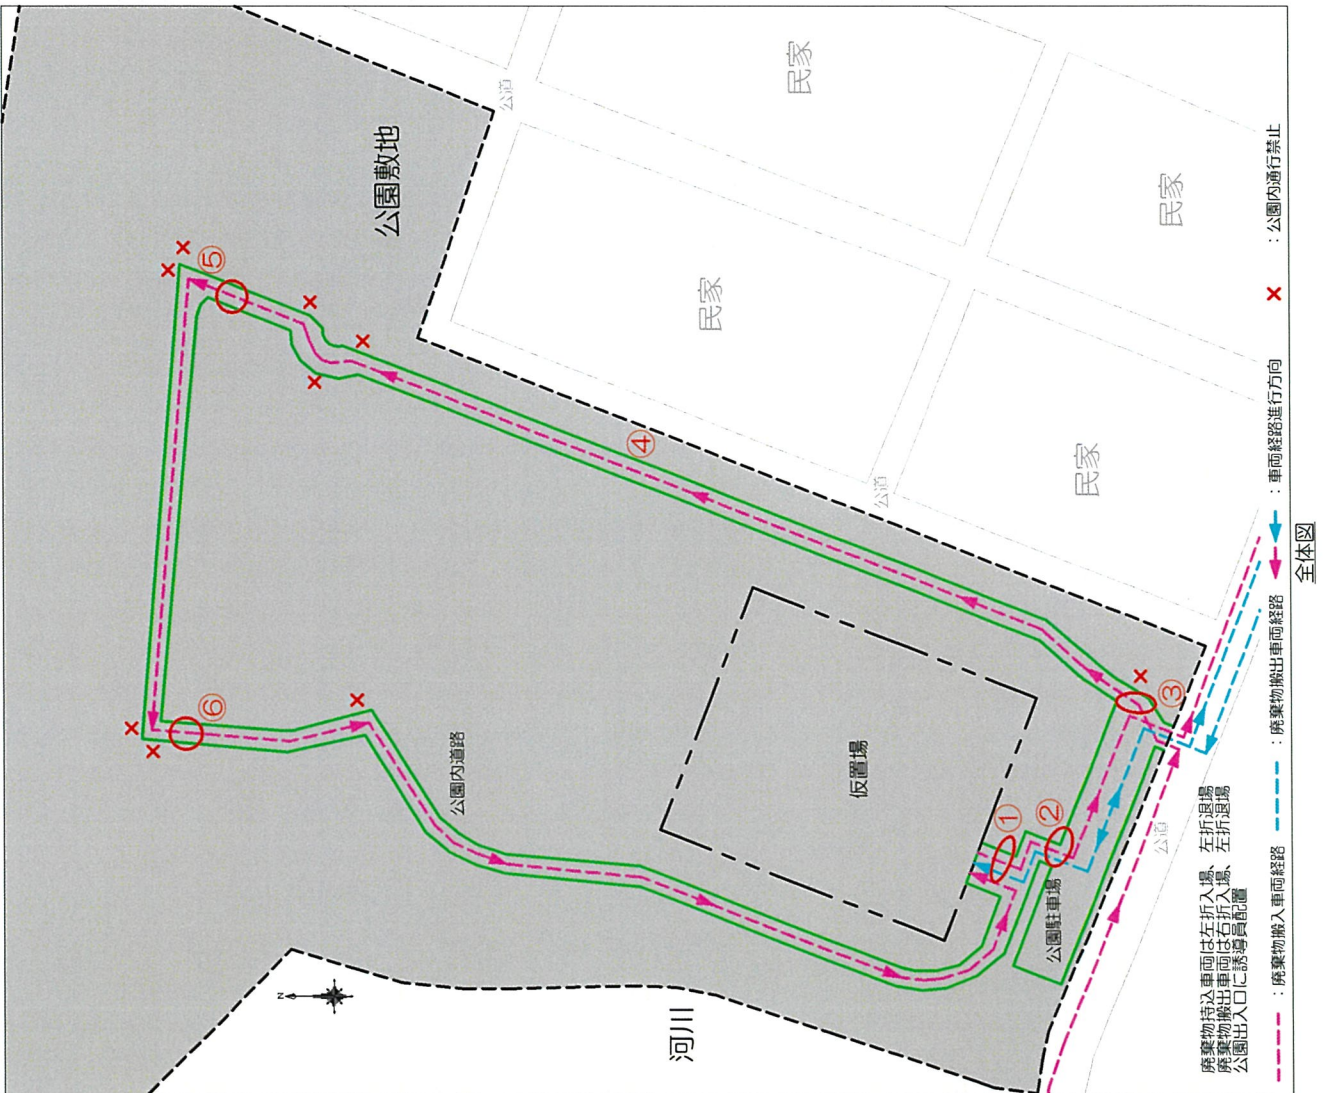 公園敷地
公道
民家
民家
民家
民家
公道
公道
公園内道路
仮置場
公園駐車場
河川
N
①
②
③
④
⑤
⑥
廃棄物持込車両は左折入場、左折退場
廃棄物搬出車両は右折入場、左折退場
公園出入口に誘導員配置
：廃棄物搬入車両経路
：廃棄物搬出車両経路
：車両経路進行方向
×：公園内通行禁止
全体図